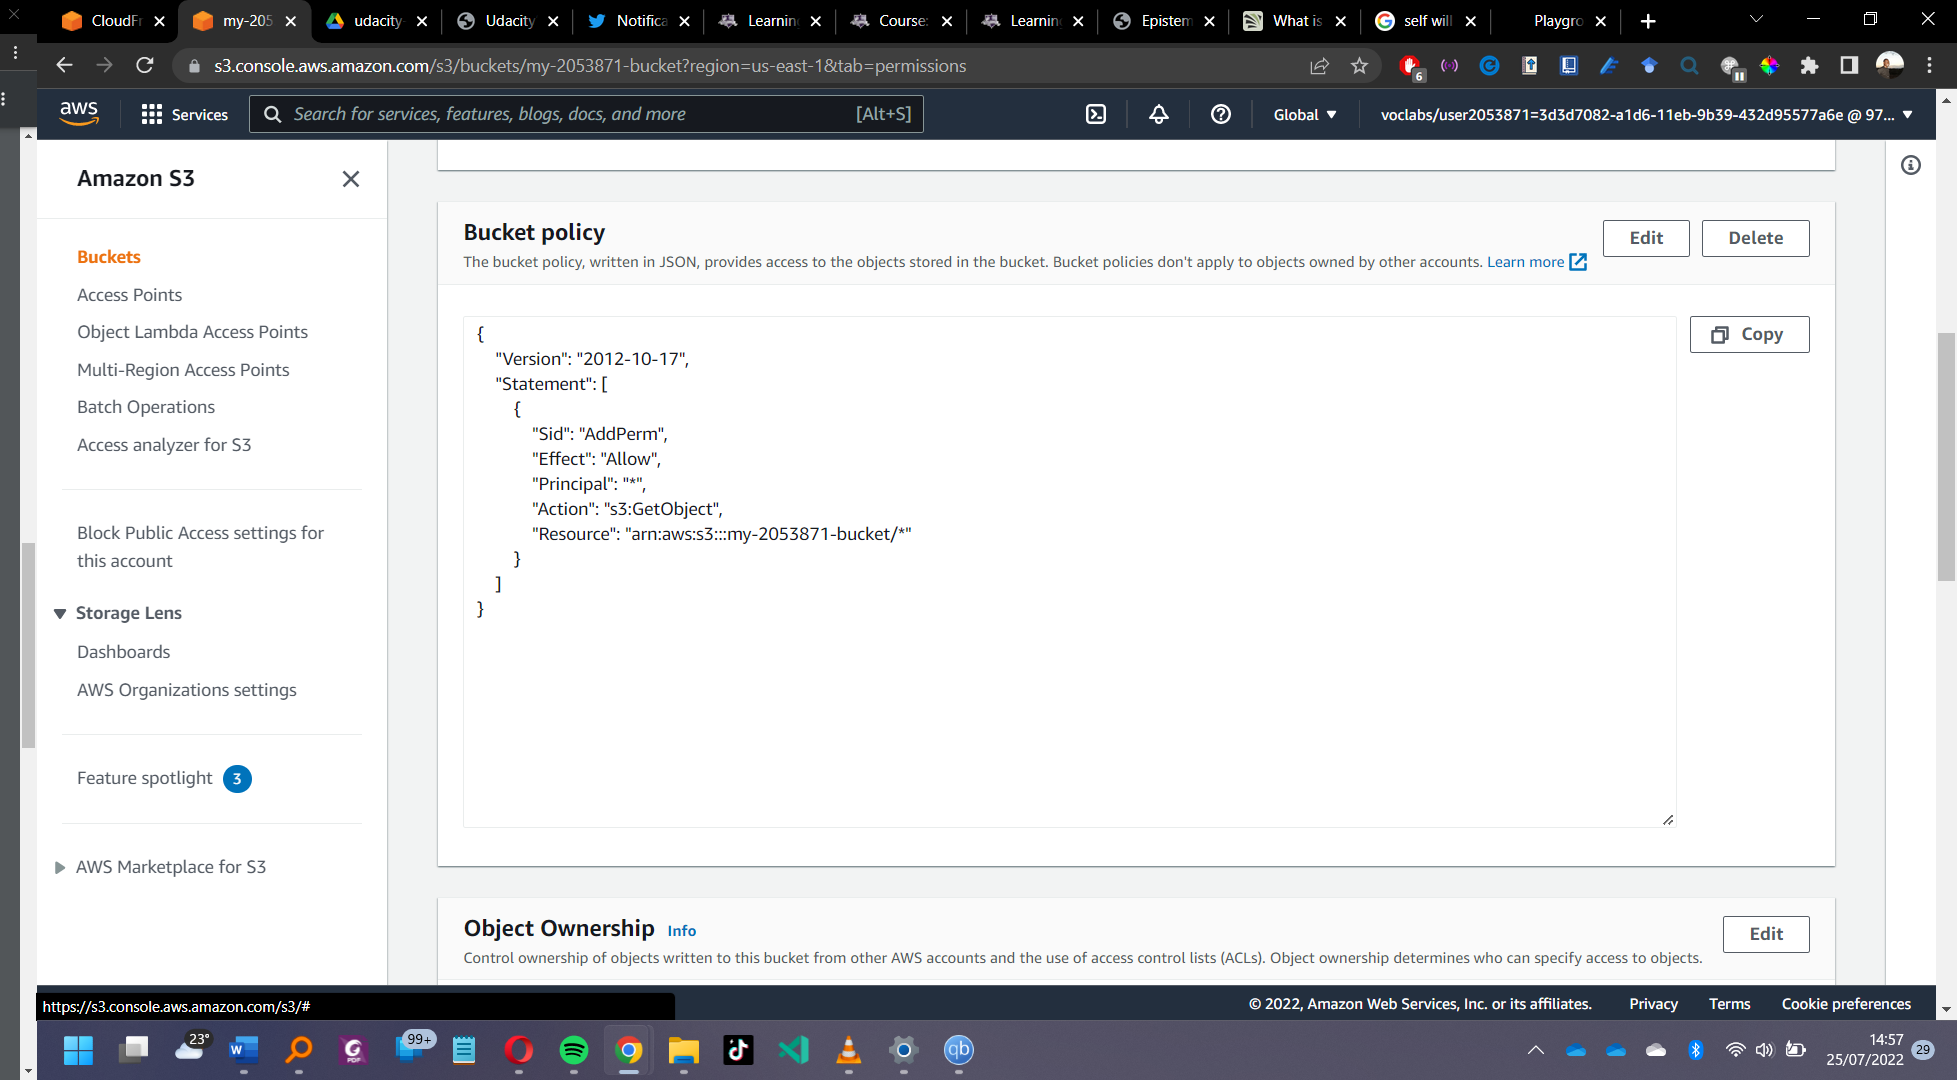 CloudFr
my-205
udacity
Udacity
Notifica
Learnin
Course:
Learnin
Epistem
What is
self will
Playgro
s3.console.aws.amazon.com/s3/buckets/my-2053871-bucket?region=us-east-1&tab=permissions
6
aws
Services
Search for services, features, blogs, docs, and more
[Alt+S]
Global
voclabs/user2053871=3d3d7082-a1d6-11eb-9b39-432d95577a6e @ 97...
Amazon S3
Buckets
Access Points
Object Lambda Access Points
Multi-Region Access Points
Batch Operations
Access analyzer for S3
Block Public Access settings for
this account
Storage Lens
Dashboards
AWS Organizations settings
Feature spotlight 3
AWS Marketplace for S3
Bucket policy
Edit
Delete
The bucket policy, written in JSON, provides access to the objects stored in the bucket. Bucket policies don't apply to objects owned by other accounts. Learn more
Copy
{
"Version": "2012-10-17",
"Statement": [
{
"Sid": "AddPerm",
"Effect": "Allow",
"Principal": "*",
"Action": "s3:GetObject",
"Resource": "arn:aws:s3:::my-2053871-bucket/*"
}
]
}
Object Ownership Info
Edit
Control ownership of objects written to this bucket from other AWS accounts and the use of access control lists (ACLs). Object ownership determines who can specify access to objects.
https://s3.console.aws.amazon.com/s3/#
© 2022, Amazon Web Services, Inc. or its affiliates.
Privacy
Terms
Cookie preferences
23°
W
G
PDF
99+
qb
14:57
25/07/2022
29